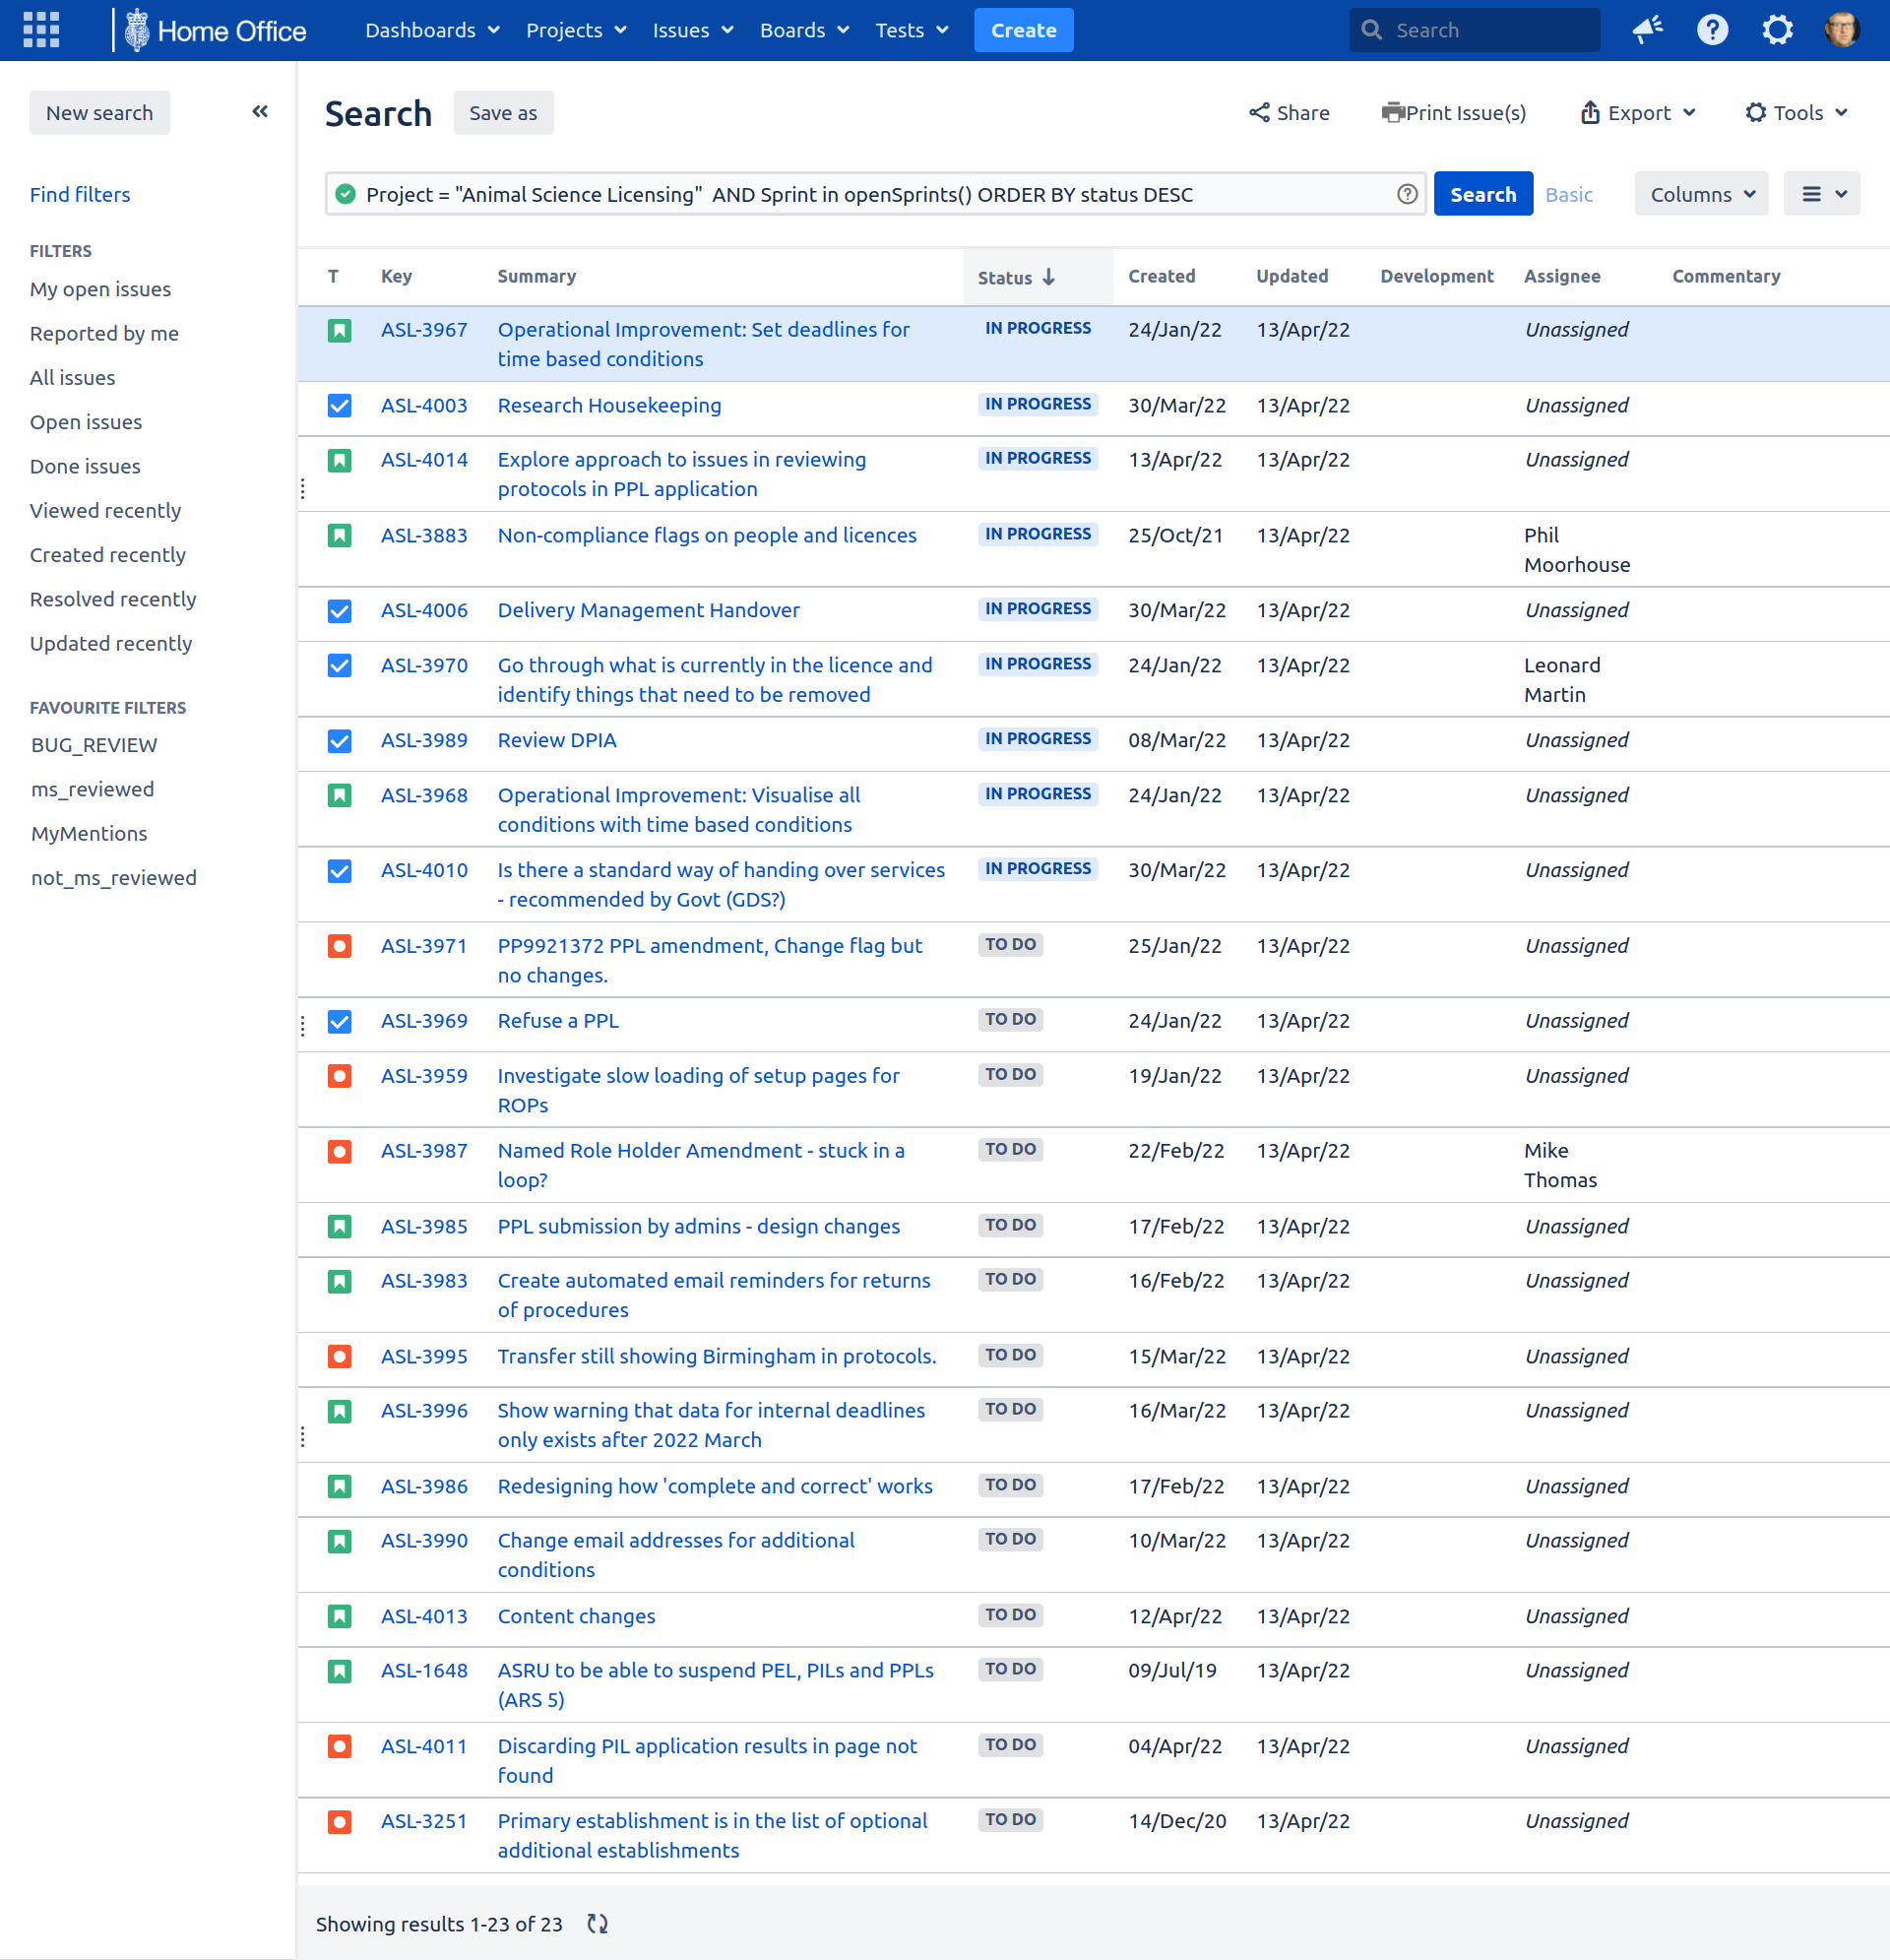 Home Office Dashboards Projects Issues Boards Tests Create Search
New search
Find filters
FILTERS
My open issues
Reported by me
All issues
Open issues
Done issues
Viewed recently
Created recently
Resolved recently
Updated recently
FAVOURITE FILTERS
BUG_REVIEW
ms_reviewed
MyMentions
not_ms_reviewed
Search Save as Share Print Issue(s) Export Tools
Project = "Animal Science Licensing" AND Sprint in openSprints() ORDER BY status DESC Search Basic Columns
T Key Summary Status Created Updated Development Assignee Commentary
ASL-3967 Operational Improvement: Set deadlines for IN PROGRESS 24/Jan/22 13/Apr/22 Unassigned
time based conditions
ASL-4003 Research Housekeeping IN PROGRESS 30/Mar/22 13/Apr/22 Unassigned
ASL-4014 Explore approach to issues in reviewing IN PROGRESS 13/Apr/22 13/Apr/22 Unassigned
protocols in PPL application
ASL-3883 Non-compliance flags on people and licences IN PROGRESS 25/Oct/21 13/Apr/22 Phil
Moorhouse
ASL-4006 Delivery Management Handover IN PROGRESS 30/Mar/22 13/Apr/22 Unassigned
ASL-3970 Go through what is currently in the licence and IN PROGRESS 24/Jan/22 13/Apr/22 Leonard
identify things that need to be removed Martin
ASL-3989 Review DPIA IN PROGRESS 08/Mar/22 13/Apr/22 Unassigned
ASL-3968 Operational Improvement: Visualise all IN PROGRESS 24/Jan/22 13/Apr/22 Unassigned
conditions with time based conditions
ASL-4010 Is there a standard way of handing over services IN PROGRESS 30/Mar/22 13/Apr/22 Unassigned
- recommended by Govt (GDS?)
ASL-3971 PP9921372 PPL amendment, Change flag but TO DO 25/Jan/22 13/Apr/22 Unassigned
no changes.
ASL-3969 Refuse a PPL TO DO 24/Jan/22 13/Apr/22 Unassigned
ASL-3959 Investigate slow loading of setup pages for TO DO 19/Jan/22 13/Apr/22 Unassigned
ROPs
ASL-3987 Named Role Holder Amendment - stuck in a TO DO 22/Feb/22 13/Apr/22 Mike
loop? Thomas
ASL-3985 PPL submission by admins - design changes TO DO 17/Feb/22 13/Apr/22 Unassigned
ASL-3983 Create automated email reminders for returns TO DO 16/Feb/22 13/Apr/22 Unassigned
of procedures
ASL-3995 Transfer still showing Birmingham in protocols. TO DO 15/Mar/22 13/Apr/22 Unassigned
ASL-3996 Show warning that data for internal deadlines TO DO 16/Mar/22 13/Apr/22 Unassigned
only exists after 2022 March
ASL-3986 Redesigning how 'complete and correct' works TO DO 17/Feb/22 13/Apr/22 Unassigned
ASL-3990 Change email addresses for additional TO DO 10/Mar/22 13/Apr/22 Unassigned
conditions
ASL-4013 Content changes TO DO 12/Apr/22 13/Apr/22 Unassigned
ASL-1648 ASRU to be able to suspend PEL, PILs and PPLs TO DO 09/Jul/19 13/Apr/22 Unassigned
(ARS 5)
ASL-4011 Discarding PIL application results in page not TO DO 04/Apr/22 13/Apr/22 Unassigned
found
ASL-3251 Primary establishment is in the list of optional TO DO 14/Dec/20 13/Apr/22 Unassigned
additional establishments
Showing results 1-23 of 23